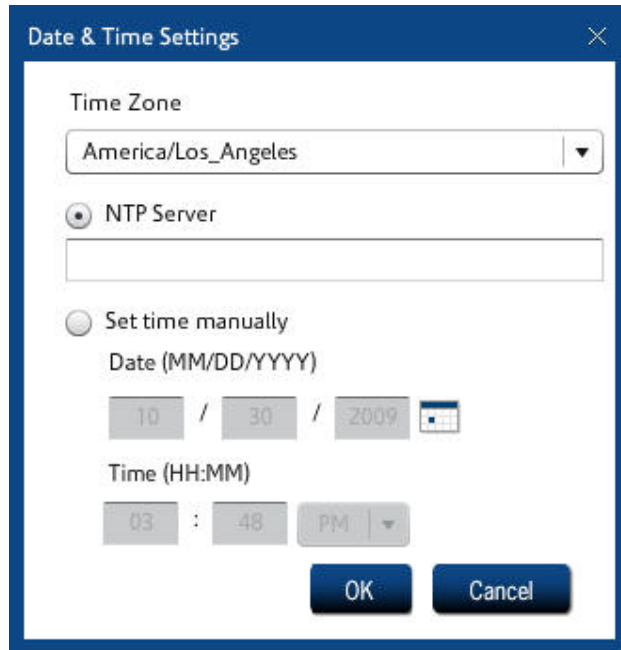 Date & Time Settings
Time Zone
America/Los_Angeles
NTP Server
Set time manually
Date (MM/DD/YYYY)
10 / 30 / 2009
Time (HH:MM)
03 : 48 PM
OK Cancel